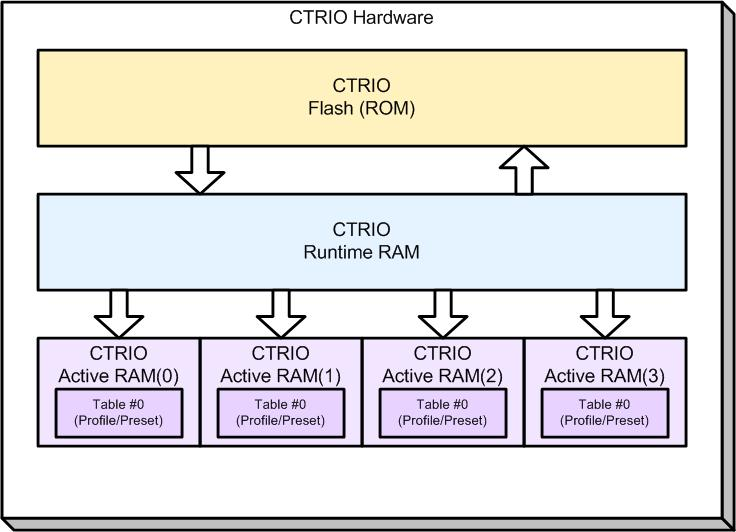 CTRIO Hardware
CTRIO
Flash (ROM)
CTRIO
Runtime RAM
CTRIO
Active RAM(0)
Table #0
(Profile/Preset)
CTRIO
Active RAM(1)
Table #0
(Profile/Preset)
CTRIO
Active RAM(2)
Table #0
(Profile/Preset)
CTRIO
Active RAM(3)
Table #0
(Profile/Preset)